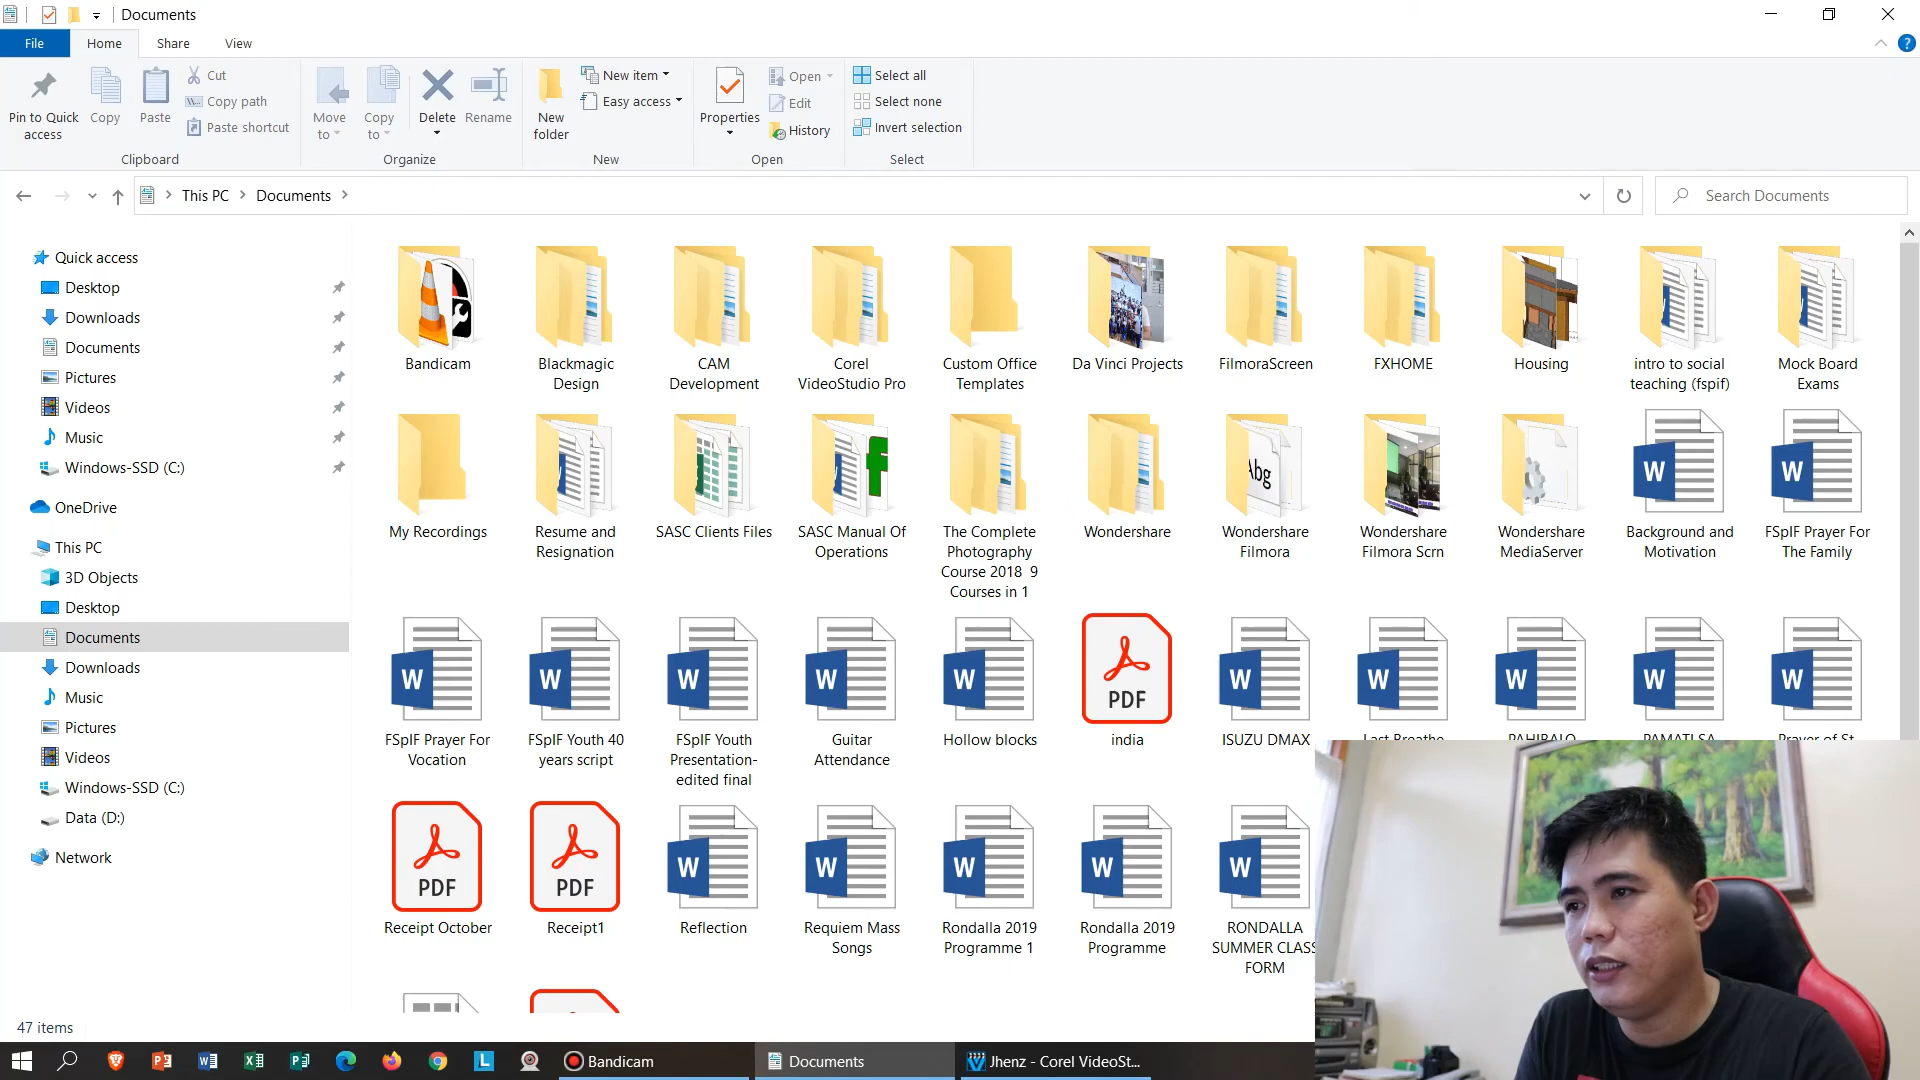 Documents
File
Home
Share
View
Pin to Quick
access
Copy
Paste
Cut
Copy path
Paste shortcut
Clipboard
Move
to
Copy
to
Delete
Rename
Organize
New
folder
New item
Easy access
New
Properties
Open
Edit
History
Open
Select all
Select none
Invert selection
Select
This PC
Documents
Search Documents
Quick access
Desktop
Downloads
Documents
Pictures
Videos
Music
Windows-SSD (C:)
OneDrive
This PC
3D Objects
Desktop
Documents
Downloads
Music
Pictures
Videos
Windows-SSD (C:)
Data (D:)
Network
Bandicam
Blackmagic
Design
CAM
Development
Corel
VideoStudio Pro
Custom Office
Templates
Da Vinci Projects
FilmoraScreen
FXHOME
Housing
intro to social
teaching (fspif)
Mock Board
Exams
My Recordings
Resume and
Resignation
SASC Clients Files
SASC Manual Of
Operations
The Complete
Photography
Course 2018 9
Courses in 1
Wondershare
Abg
Wondershare
Filmora
Wondershare
Filmora Scrn
Wondershare
MediaServer
Background and
Motivation
FSpIF Prayer For
The Family
FSpIF Prayer For
Vocation
FSpIF Youth 40
years script
FSpIF Youth
Presentation-
edited final
Guitar
Attendance
Hollow blocks
PDF
india
ISUZU DMAX
Last Breathe
PAHIBALO
PAMATI SA
Prayer of St
PDF
Receipt October
PDF
Receipt1
Reflection
Requiem Mass
Songs
Rondalla 2019
Programme 1
Rondalla 2019
Programme
RONDALLA
SUMMER CLASS
FORM
47 items
Bandicam
Documents
Jhenz - Corel VideoSt...